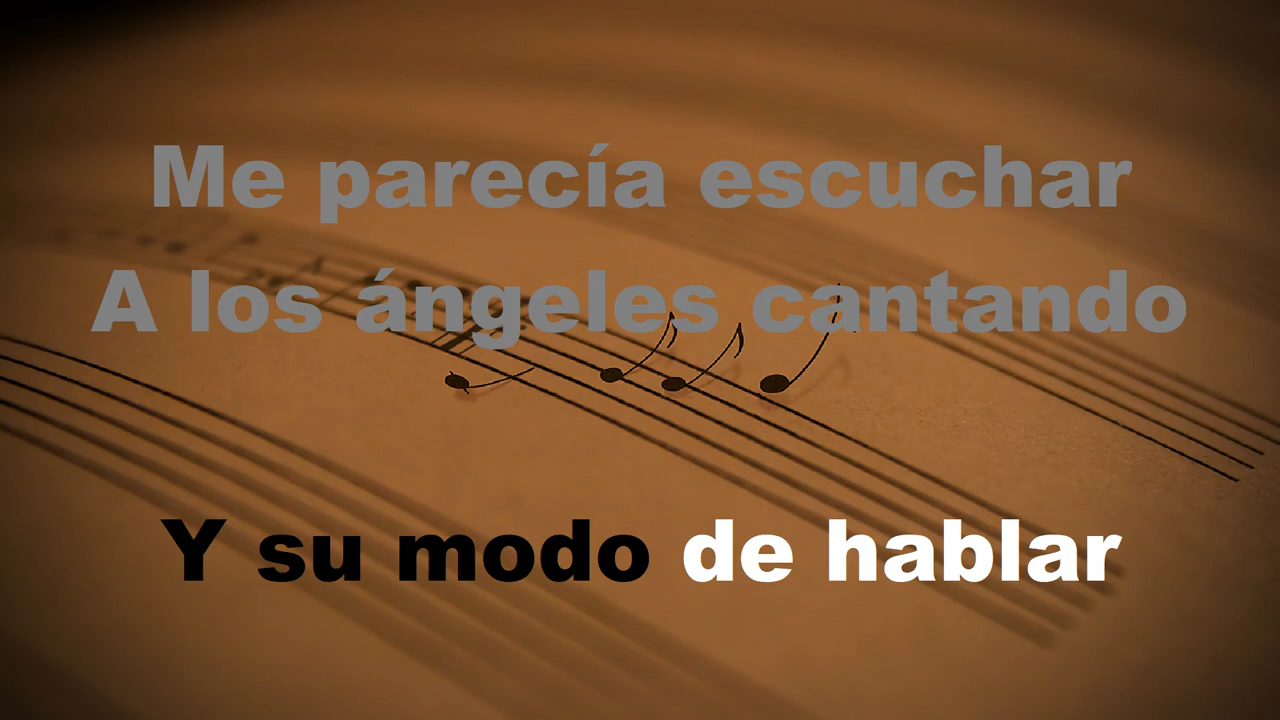 Me parecía escuchar
A los ángeles cantando
Y su modo de hablar